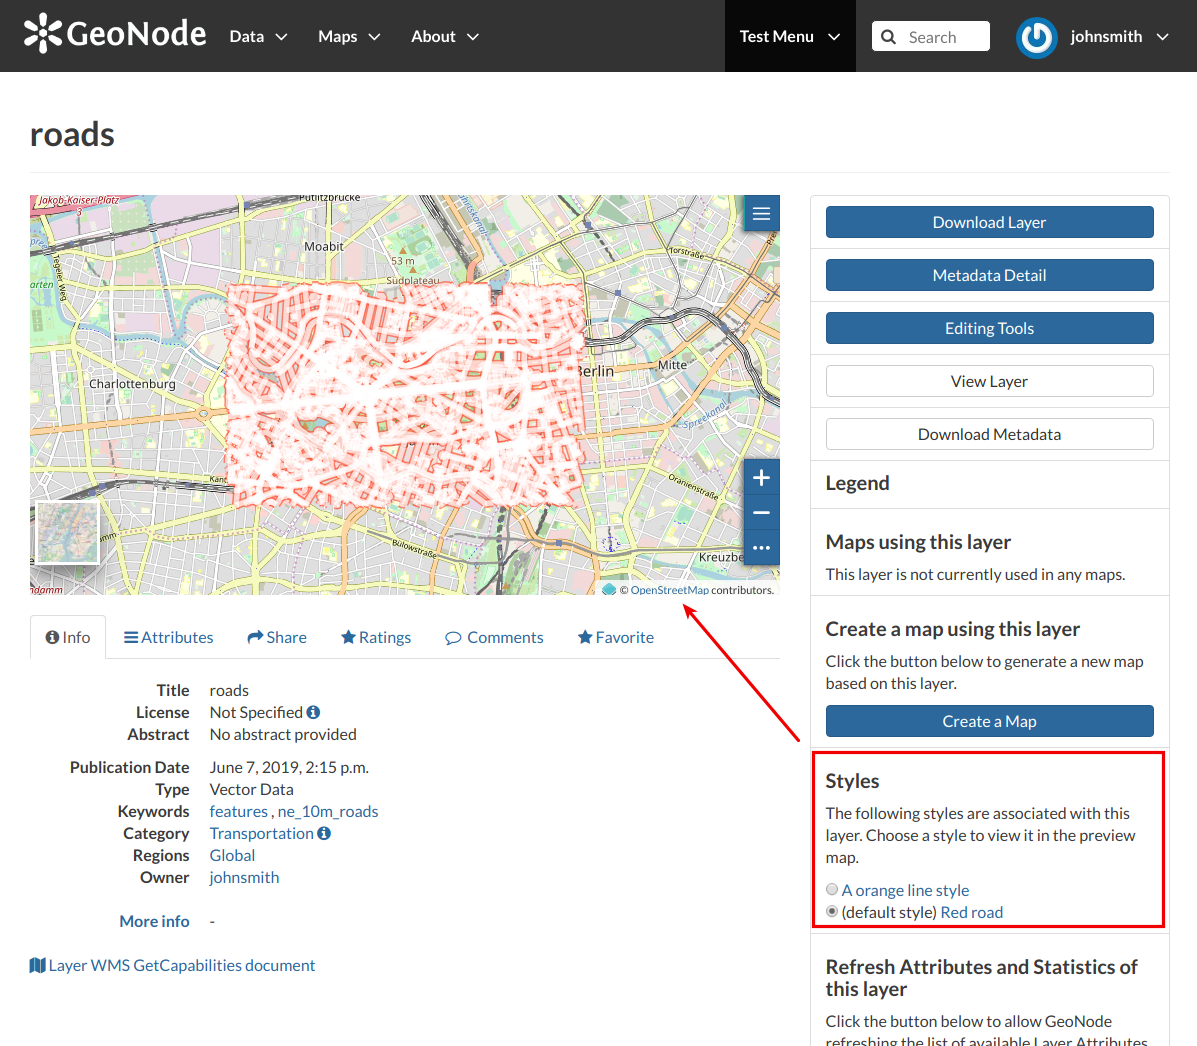 GeoNode Data Maps About Test Menu Search johnsmith
roads
Jakob-Kaiser-Platz
3
Putlitzbrücke
Moabit
53 m
Südplateau
Torstraße
Tegeler Weg
Charlottenburg
Berlin
Mitte
Spreekanal
Oranienstraße
Bülowstraße
Kreuzbe
© OpenStreetMap contributors.
Download Layer
Metadata Detail
Editing Tools
View Layer
Download Metadata
Legend
Maps using this layer
This layer is not currently used in any maps.
Create a map using this layer
Click the button below to generate a new map
based on this layer.
Create a Map
Styles
The following styles are associated with this
layer. Choose a style to view it in the preview
map.
A orange line style
(default style) Red road
Refresh Attributes and Statistics of
this layer
Click the button below to allow GeoNode
refreshing the list of available Layer Attributes
Info Attributes Share Ratings Comments Favorite
Title roads
License Not Specified
Abstract No abstract provided
Publication Date June 7, 2019, 2:15 p.m.
Type Vector Data
Keywords features , ne_10m_roads
Category Transportation
Regions Global
Owner johnsmith
More info -
Layer WMS GetCapabilities document